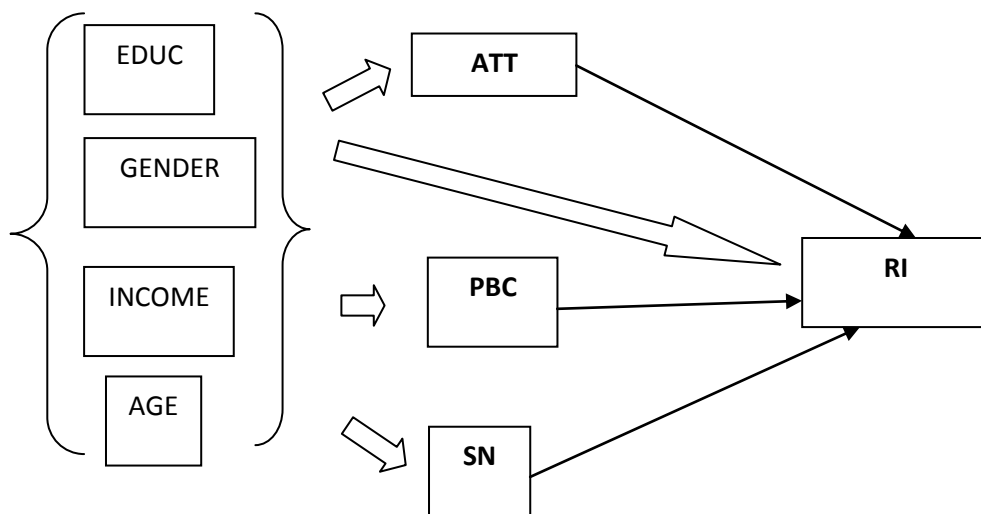 EDUC
GENDER
INCOME
AGE
ATT
PBC
SN
RI